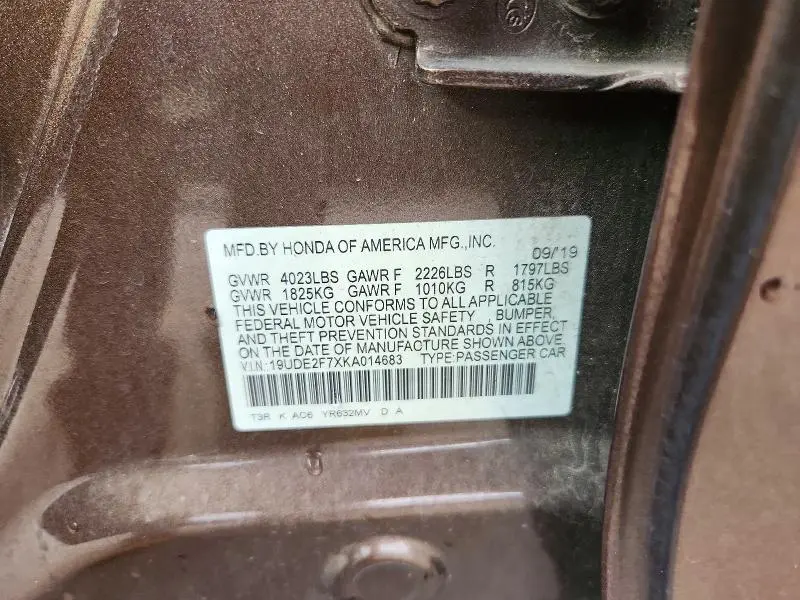 MFD.BY HONDA OF AMERICA MFG.,INC. 09/'19
GVWR 4023LBS GAWR F 2226LBS R 1797LBS
GVWR 1825KG GAWR F 1010KG R 815KG
THIS VEHICLE CONFORMS TO ALL APPLICABLE
FEDERAL MOTOR VEHICLE SAFETY , BUMPER,
AND THEFT PREVENTION STANDARDS IN EFFECT
ON THE DATE OF MANUFACTURE SHOWN ABOVE.
V.I.N.:19UDE2F7XKA014683 TYPE:PASSENGER CAR
T3R K AC6 YR632MV D A